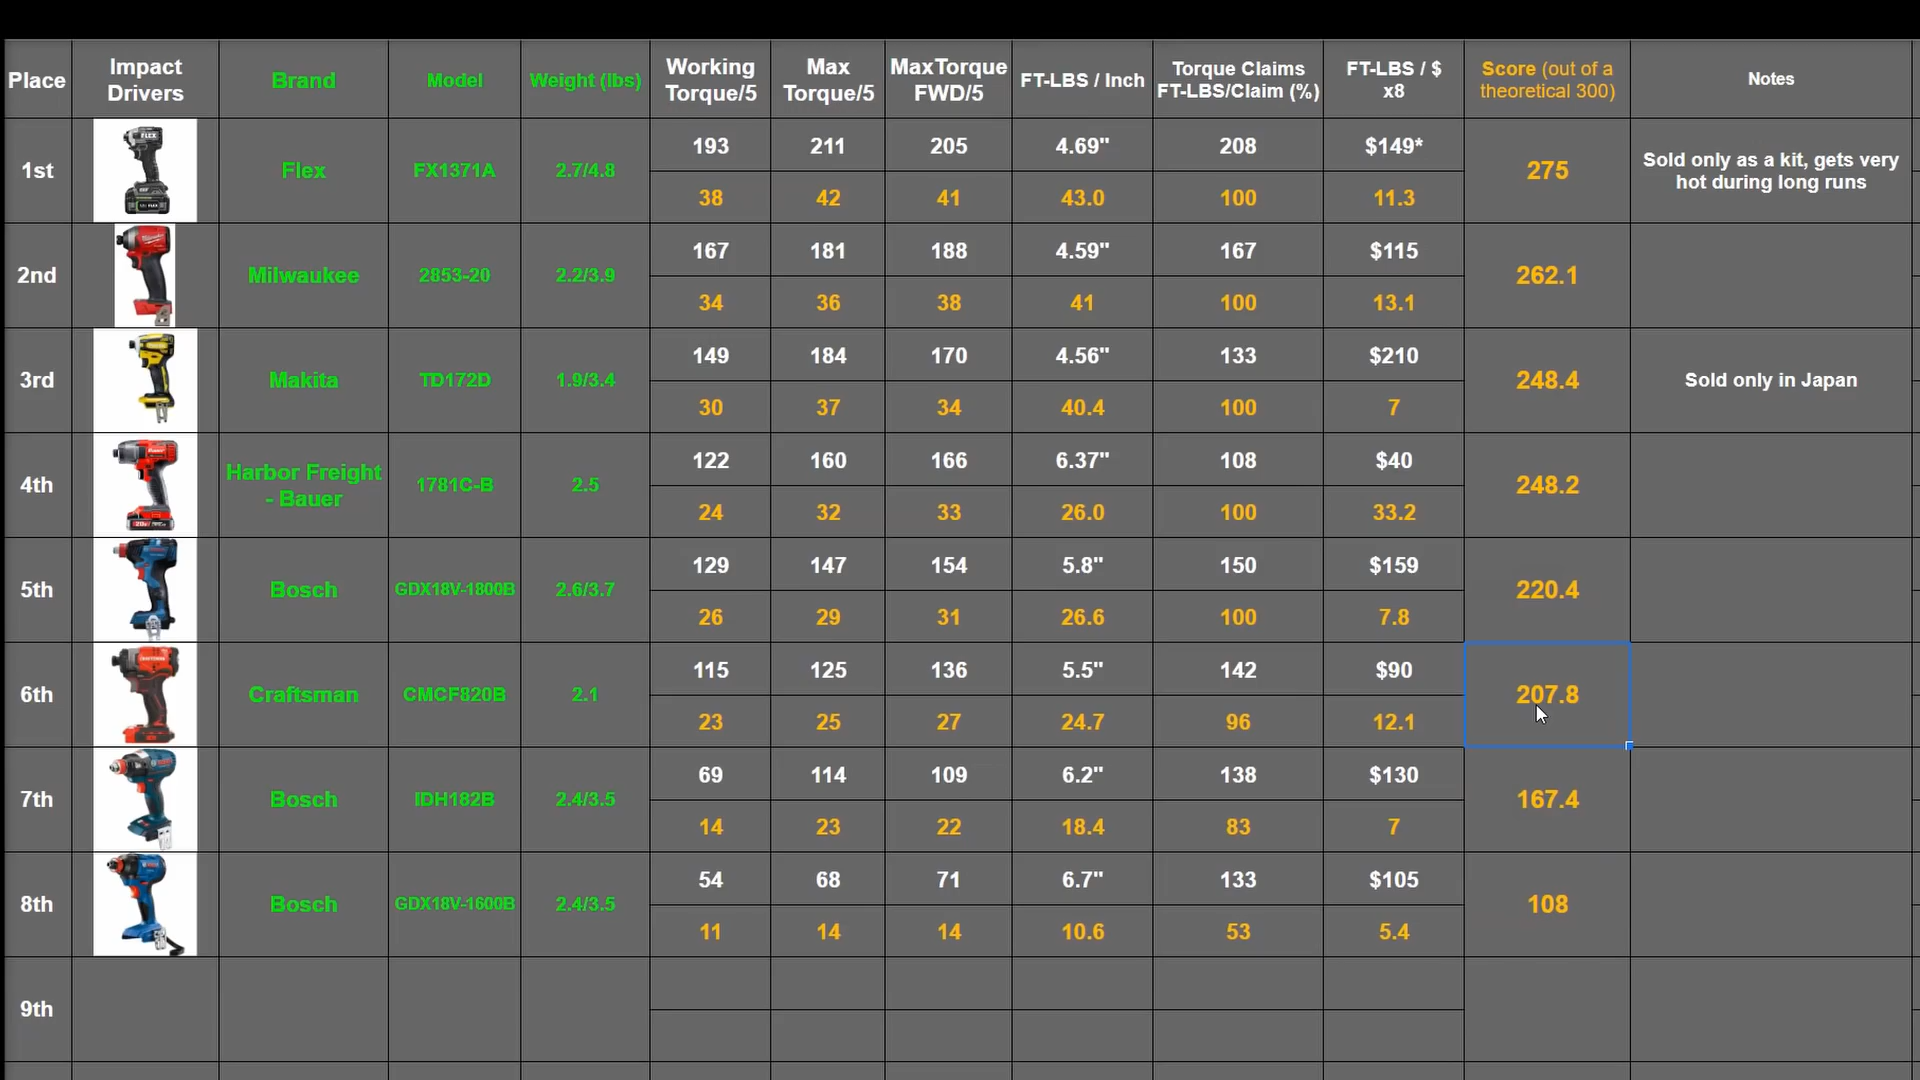 Place
Impact
Drivers
Brand
Model
Weight (lbs)
Working
Torque/5
Max
Torque/5
MaxTorque
FWD/5
FT-LBS / Inch
Torque Claims
FT-LBS/Claim (%)
FT-LBS / $
x8
Score (out of a
theoretical 300)
Notes
1st
FLEX
Flex
FX1371A
2.7/4.8
193
211
205
4.69"
208
$149*
38
42
41
43.0
100
11.3
275
Sold only as a kit, gets very
hot during long runs
2nd
Milwaukee
Milwaukee
2853-20
2.2/3.9
167
181
188
4.59"
167
$115
34
36
38
41
100
13.1
262.1
3rd
Makita
TD172D
1.9/3.4
149
184
170
4.56"
133
$210
30
37
34
40.4
100
7
248.4
Sold only in Japan
4th
Bauer
20v
Harbor Freight
- Bauer
1781C-B
2.5
122
160
166
6.37"
108
$40
24
32
33
26.0
100
33.2
248.2
5th
Bosch
GDX18V-1800B
2.6/3.7
129
147
154
5.8"
150
$159
26
29
31
26.6
100
7.8
220.4
6th
CRAFTSMAN
Craftsman
CMCF820B
2.1
115
125
136
5.5"
142
$90
23
25
27
24.7
96
12.1
207.8
7th
Bosch
IDH182B
2.4/3.5
69
114
109
6.2"
138
$130
14
23
22
18.4
83
7
167.4
8th
Bosch
GDX18V-1600B
2.4/3.5
54
68
71
6.7"
133
$105
11
14
14
10.6
53
5.4
108
9th